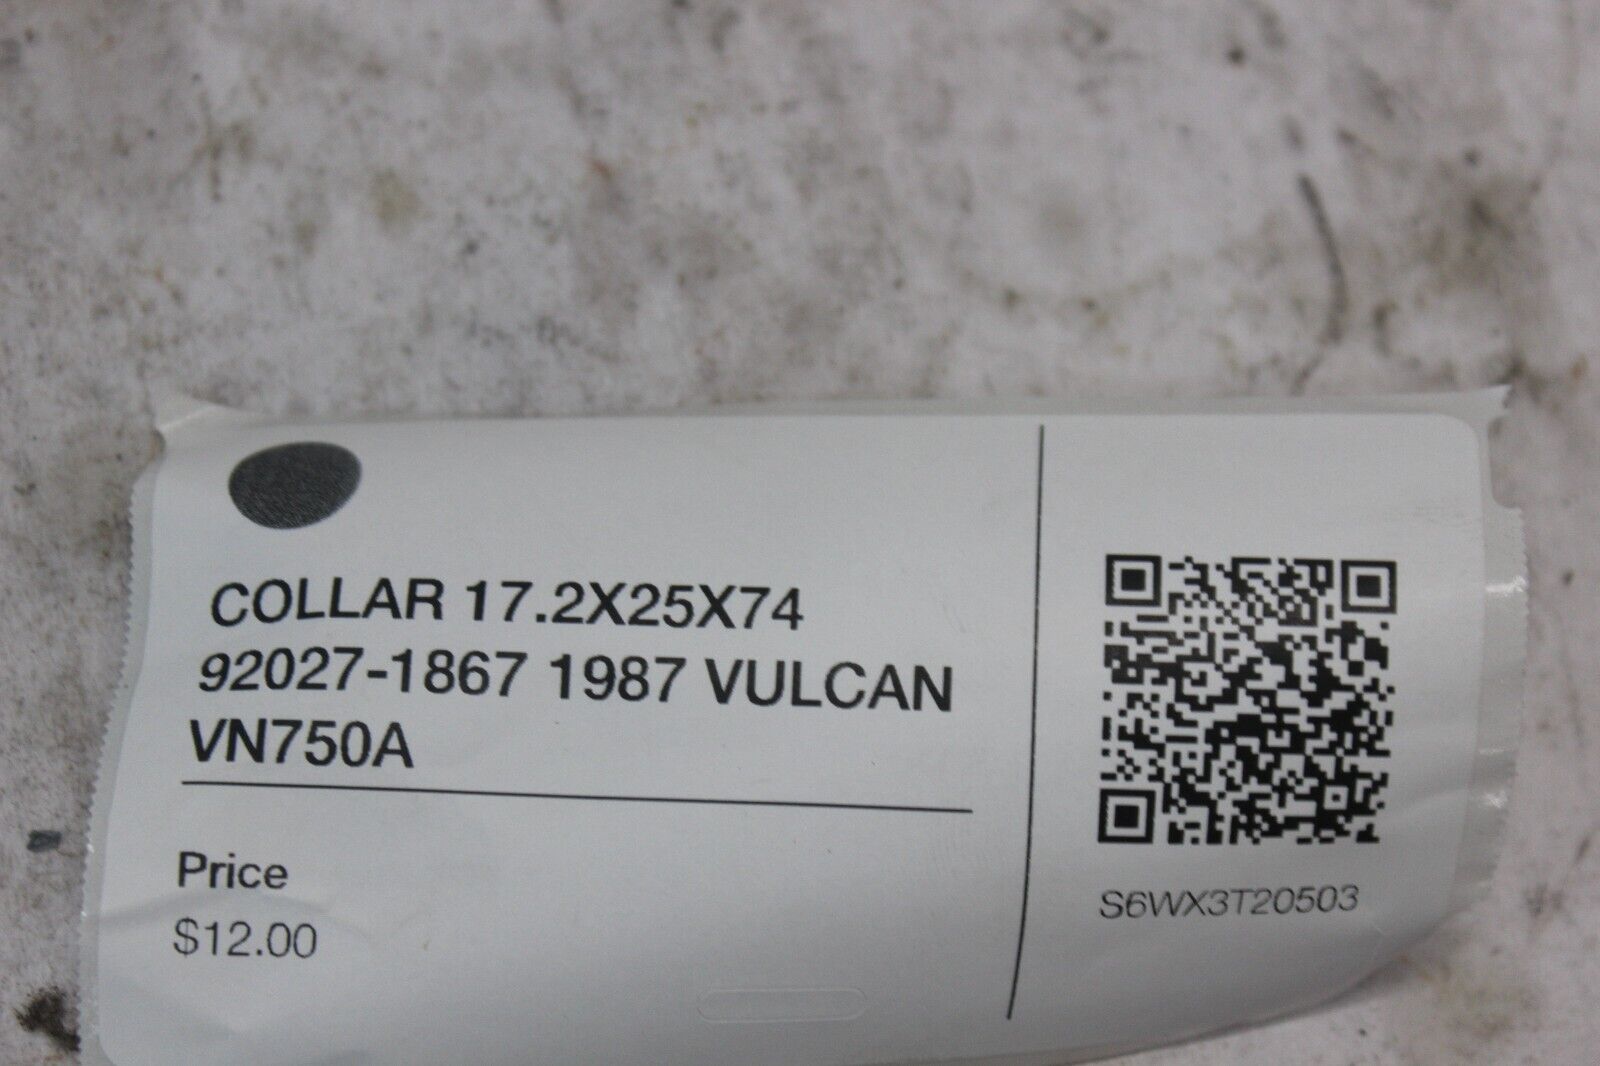 COLLAR 17.2X25X74
92027-1867 1987 VULCAN
VN750A
Price
$12.00
S6WX3T20503